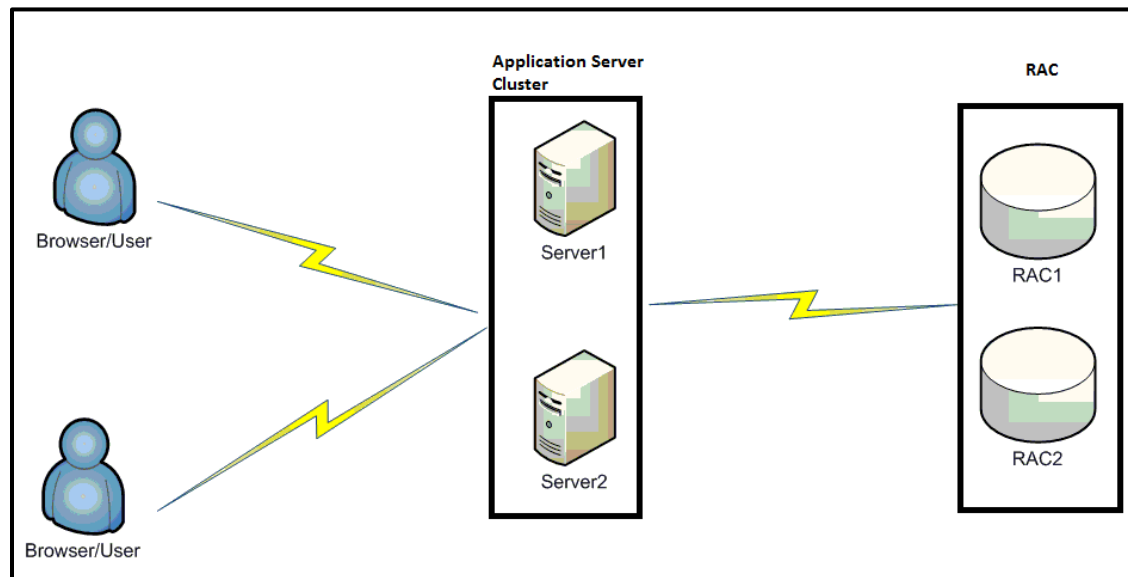 Application Server
Cluster
RAC
Browser/User
Server1
RAC1
Server2
RAC2
Browser/User